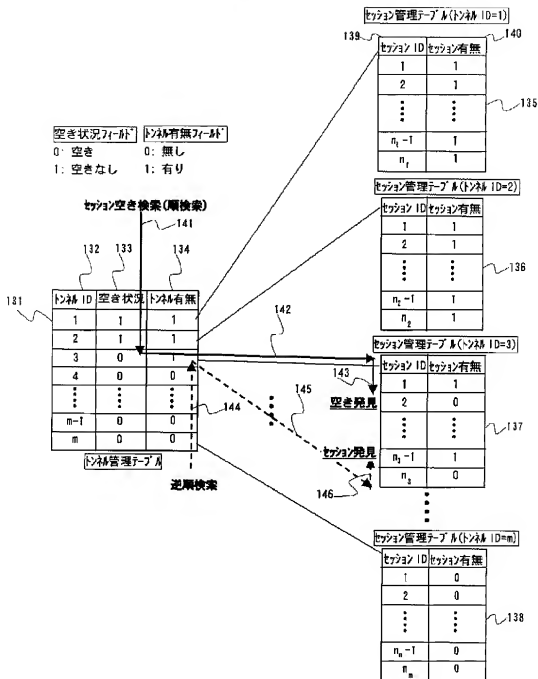 セッション管理テーブル(トンネル ID=1)
139
140
セッション ID セッション有無
1 1
2 1
135
n₁-1 1
n₁ 1
空き状況フィールド トンネル有無フィールド
0: 空き 0: 無し
1: 空きなし 1: 有り
セッション空き検索(順検索)
141
セッション管理テーブル(トンネル ID=2)
セッション ID セッション有無
1 1
2 1
136
n₂-1 1
n₂ 1
132 133 134
131
トンネル ID 空き状況 トンネル有無
1 1 1
2 1 1
3 0 1
4 0 0
m-1 0 0
m 0 0
トンネル管理テーブル
142
144
145
逆順検索
セッション管理テーブル(トンネル ID=3)
143
セッション ID セッション有無
1 1
空き発見
2 0
137
セッション発見
n₃-1 1
146
n₃ 0
セッション管理テーブル(トンネル ID=m)
セッション ID セッション有無
1 0
2 0
138
nₘ-1 0
nₘ 0